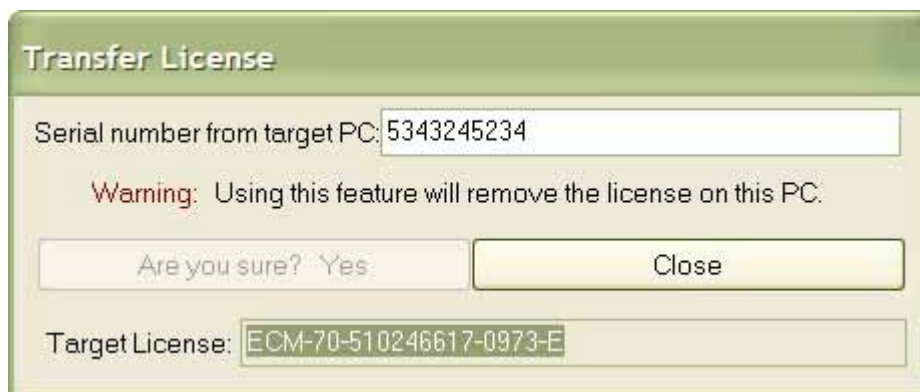 Transfer License
Serial number from target PC: 5343245234
Warning: Using this feature will remove the license on this PC.
Are you sure? Yes
Close
Target License: ECM-70-510246617-0973-E